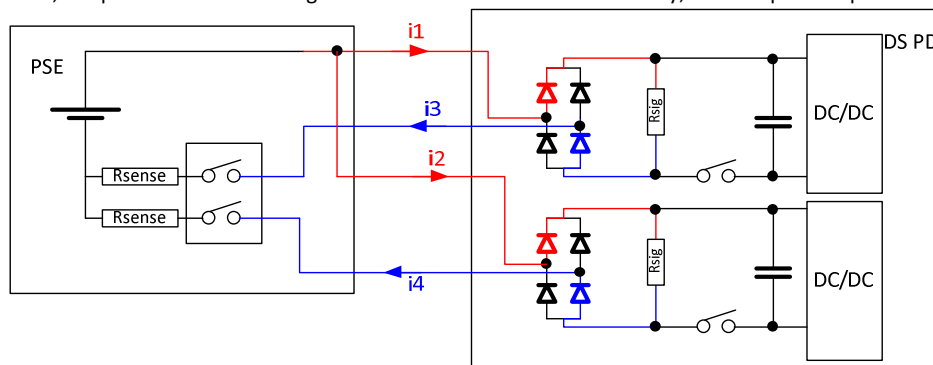 i1
DS PD
PSE
Rsig
DC/DC
i3
i2
Rsense
Rsense
Rsig
DC/DC
i4